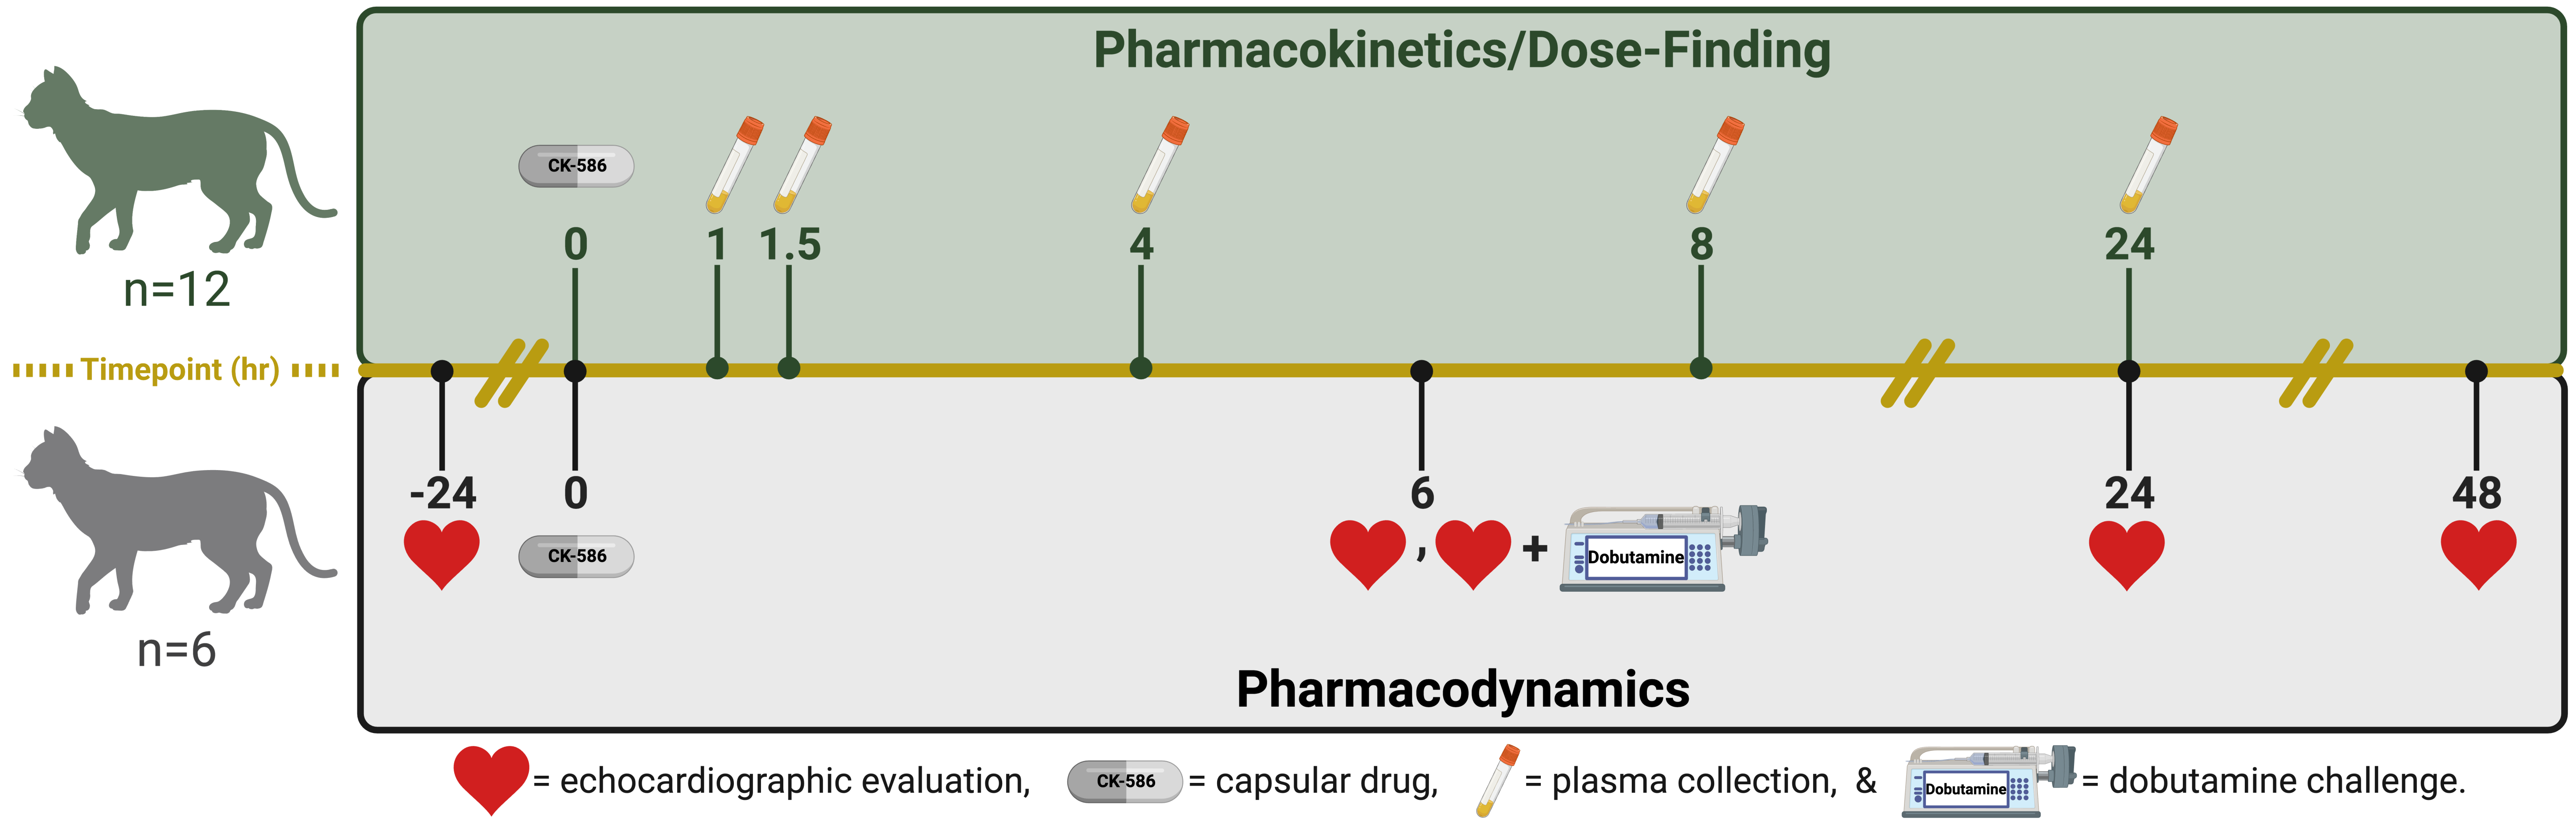 Pharmacokinetics/Dose-Finding
CK-586
0 1 1.5 4 8 24
n=12
Timepoint (hr)
-24 0 6 24 48
CK-586
, + Dobutamine
n=6
Pharmacodynamics
= echocardiographic evaluation, CK-586 = capsular drug, = plasma collection, & Dobutamine = dobutamine challenge.